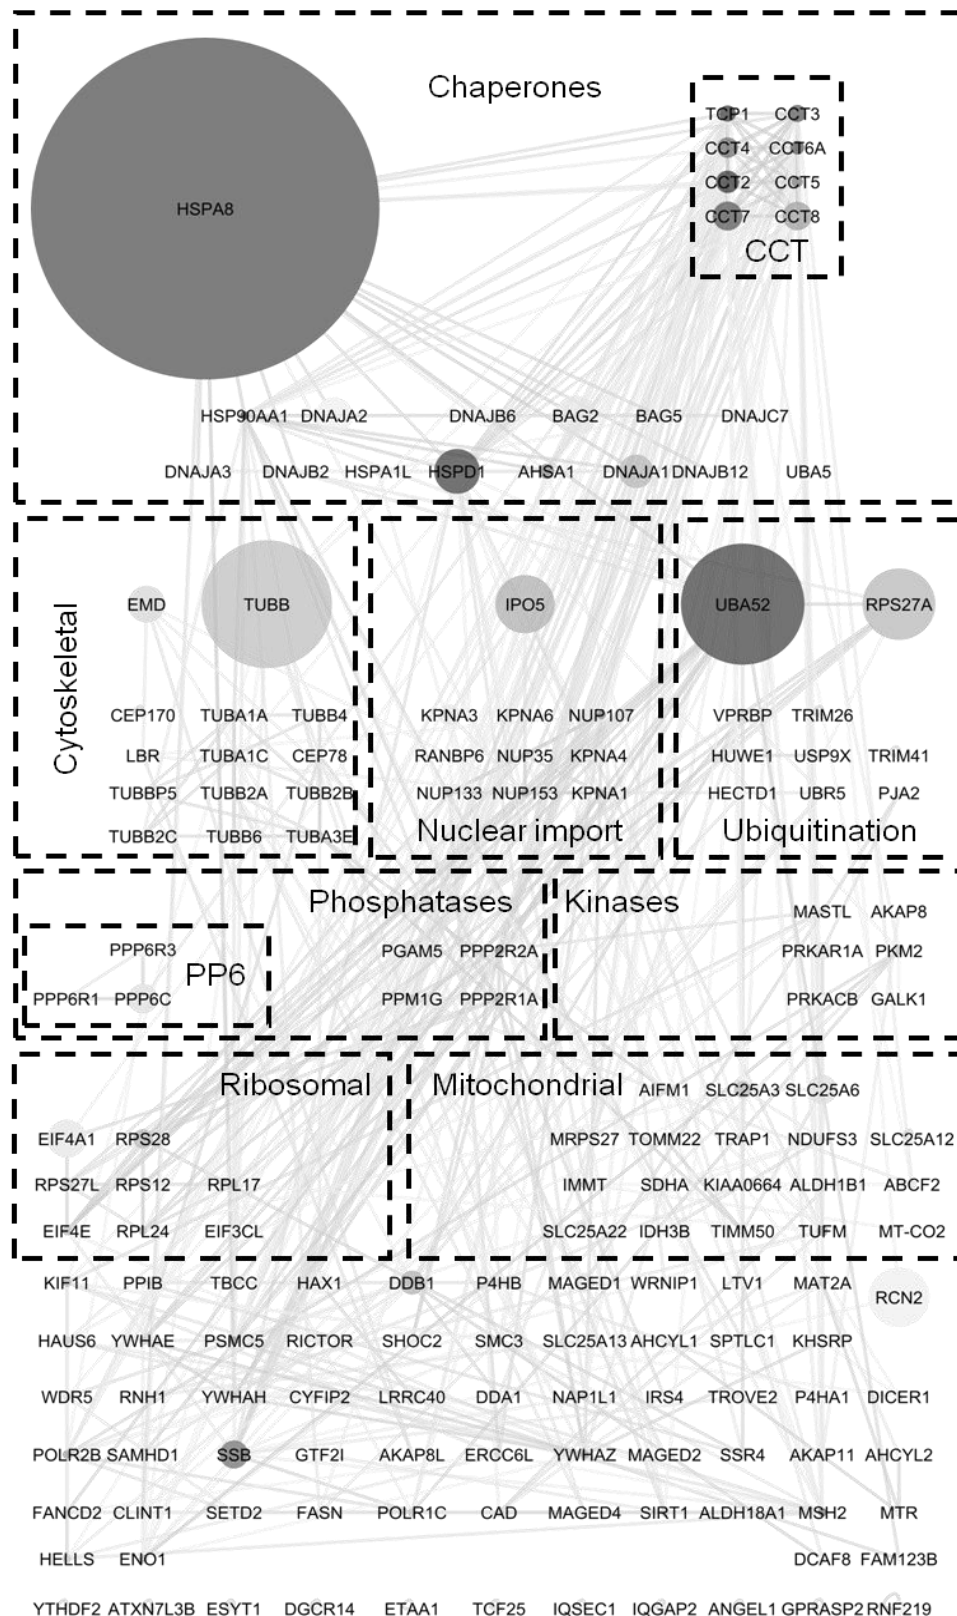 Chaperones
TCP1 CCT3
CCT4 CCT6A
CCT2 CCT5
CCT7 CCT8
CCT
HSPA8
HSP90AA1 DNAJA2 DNAJB6 BAG2 BAG5 DNAJC7
DNAJA3 DNAJB2 HSPA1L HSPD1 AHSA1 DNAJA1 DNAJB12 UBA5
Cytoskeletal
EMD TUBB
CEP170 TUBA1A TUBB4
LBR TUBA1C CEP78
TUBBP5 TUBB2A TUBB2B
TUBB2C TUBB6 TUBA3E
IPO5
KPNA3 KPNA6 NUP107
RANBP6 NUP35 KPNA4
NUP133 NUP153 KPNA1
Nuclear import
UBA52 RPS27A
VPRBP TRIM26
HUWE1 USP9X TRIM41
HECTD1 UBR5 PJA2
Ubiquitination
Phosphatases
PPP6R3
PP6
PPP6R1 PPP6C
PGAM5 PPP2R2A
PPM1G PPP2R1A
Kinases
MASTL AKAP8
PRKAR1A PKM2
PRKACB GALK1
Ribosomal
EIF4A1 RPS28
RPS27L RPS12 RPL17
EIF4E RPL24 EIF3CL
Mitochondrial
AIFM1 SLC25A3 SLC25A6
MRPS27 TOMM22 TRAP1 NDUFS3 SLC25A12
IMMT SDHA KIAA0664 ALDH1B1 ABCF2
SLC25A22 IDH3B TIMM50 TUFM MT-CO2
KIF11 PPIB TBCC HAX1 DDB1 P4HB MAGED1 WRNIP1 LTV1 MAT2A RCN2
HAUS6 YWHAE PSMC5 RICTOR SHOC2 SMC3 SLC25A13 AHCYL1 SPTLC1 KHSRP
WDR5 RNH1 YWHAH CYFIP2 LRRC40 DDA1 NAP1L1 IRS4 TROVE2 P4HA1 DICER1
POLR2B SAMHD1 SSB GTF2I AKAP8L ERCC6L YWHAZ MAGED2 SSR4 AKAP11 AHCYL2
FANCD2 CLINT1 SETD2 FASN POLR1C CAD MAGED4 SIRT1 ALDH18A1 MSH2 MTR
HELLS ENO1 DCAF8 FAM123B
YTHDF2 ATXN7L3B ESYT1 DGCR14 ETAA1 TCF25 IQSEC1 IQGAP2 ANGEL1 GPRASP2 RNF219